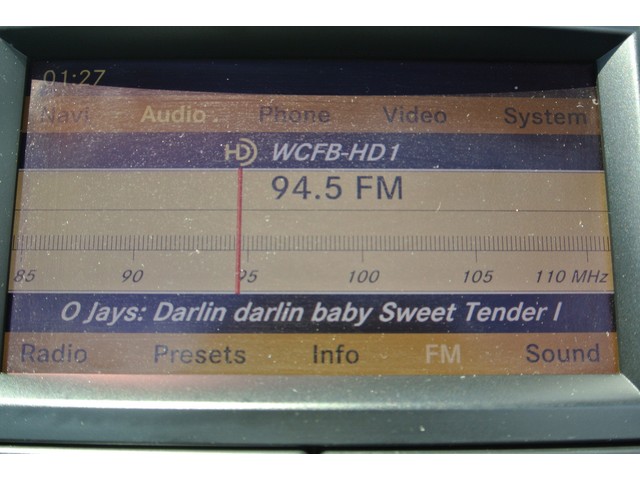 01:27
Navi Audio Phone Video System
HD WCFB-HD1
94.5 FM
85 90 95 100 105 110 MHz
O Jays: Darlin darlin baby Sweet Tender l
Radio Presets Info FM Sound